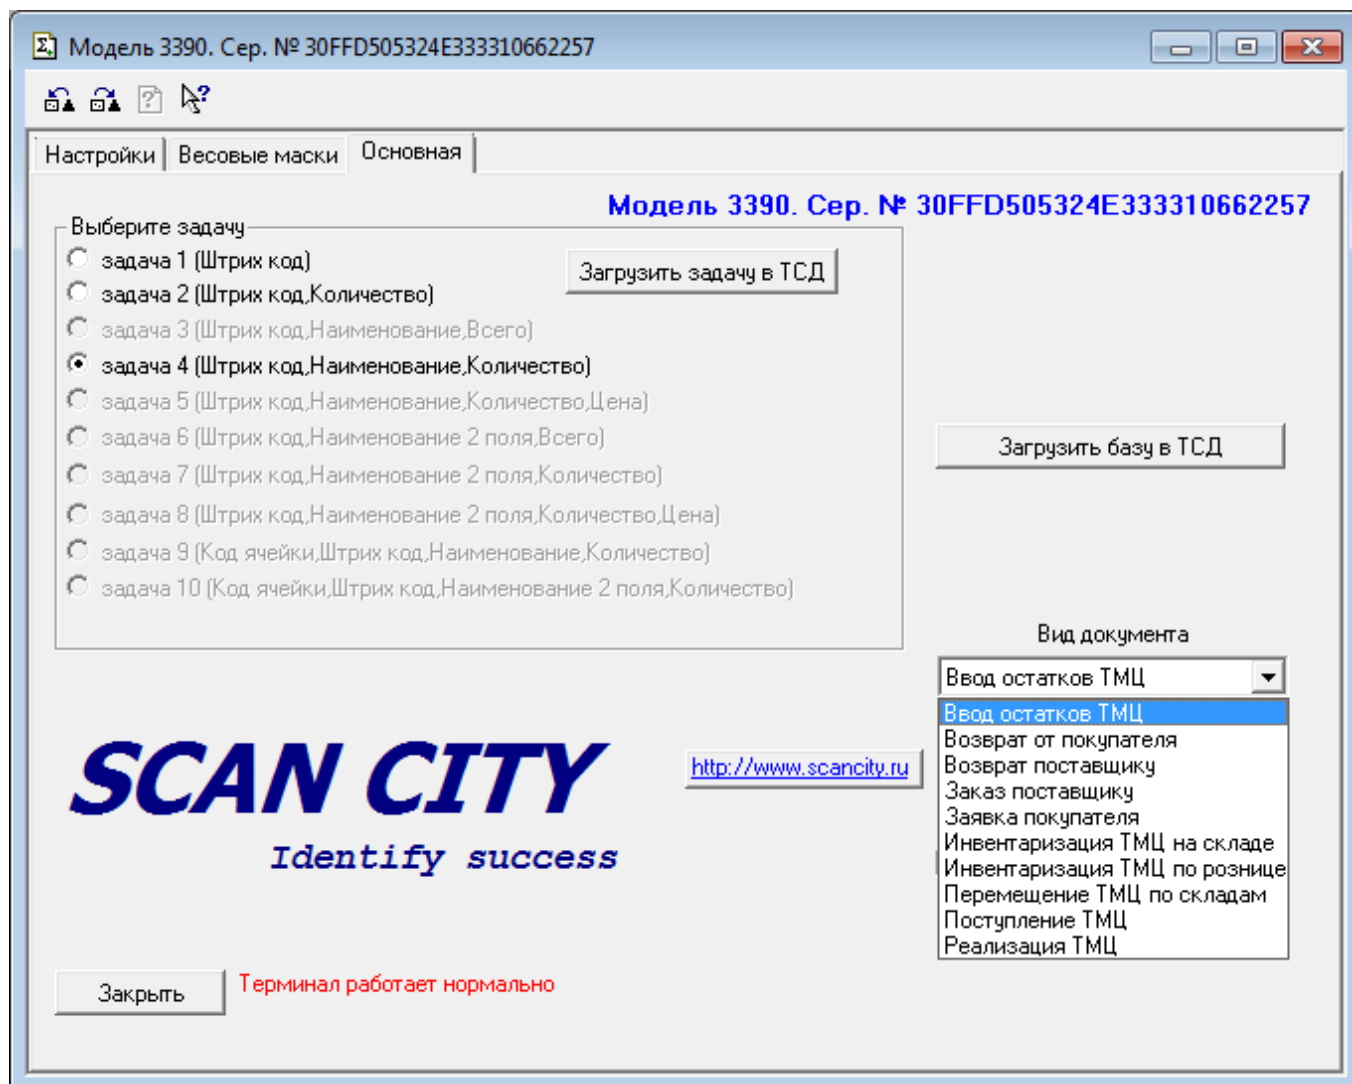 Модель 3390. Сер. № 30FFD505324E333310662257
Настройки Весовые маски Основная
Модель 3390. Сер. № 30FFD505324E333310662257
Выберите задачу
задача 1 (Штрих код)
Загрузить задачу в ТСД
задача 2 (Штрих код,Количество)
задача 3 (Штрих код,Наименование,Всего)
задача 4 (Штрих код,Наименование,Количество)
задача 5 (Штрих код,Наименование,Количество,Цена)
задача 6 (Штрих код,Наименование 2 поля,Всего)
задача 7 (Штрих код,Наименование 2 поля,Количество)
задача 8 (Штрих код,Наименование 2 поля,Количество,Цена)
задача 9 (Код ячейки,Штрих код,Наименование,Количество)
задача 10 (Код ячейки,Штрих код,Наименование 2 поля,Количество)
Загрузить базу в ТСД
Вид документа
Ввод остатков ТМЦ
Ввод остатков ТМЦ
Возврат от покупателя
Возврат поставщику
Заказ поставщику
Заявка покупателя
Инвентаризация ТМЦ на складе
Инвентаризация ТМЦ по рознице
Перемещение ТМЦ по складам
Поступление ТМЦ
Реализация ТМЦ
SCAN CITY
Identify success
http://www.scancity.ru
Закрыть
Терминал работает нормально